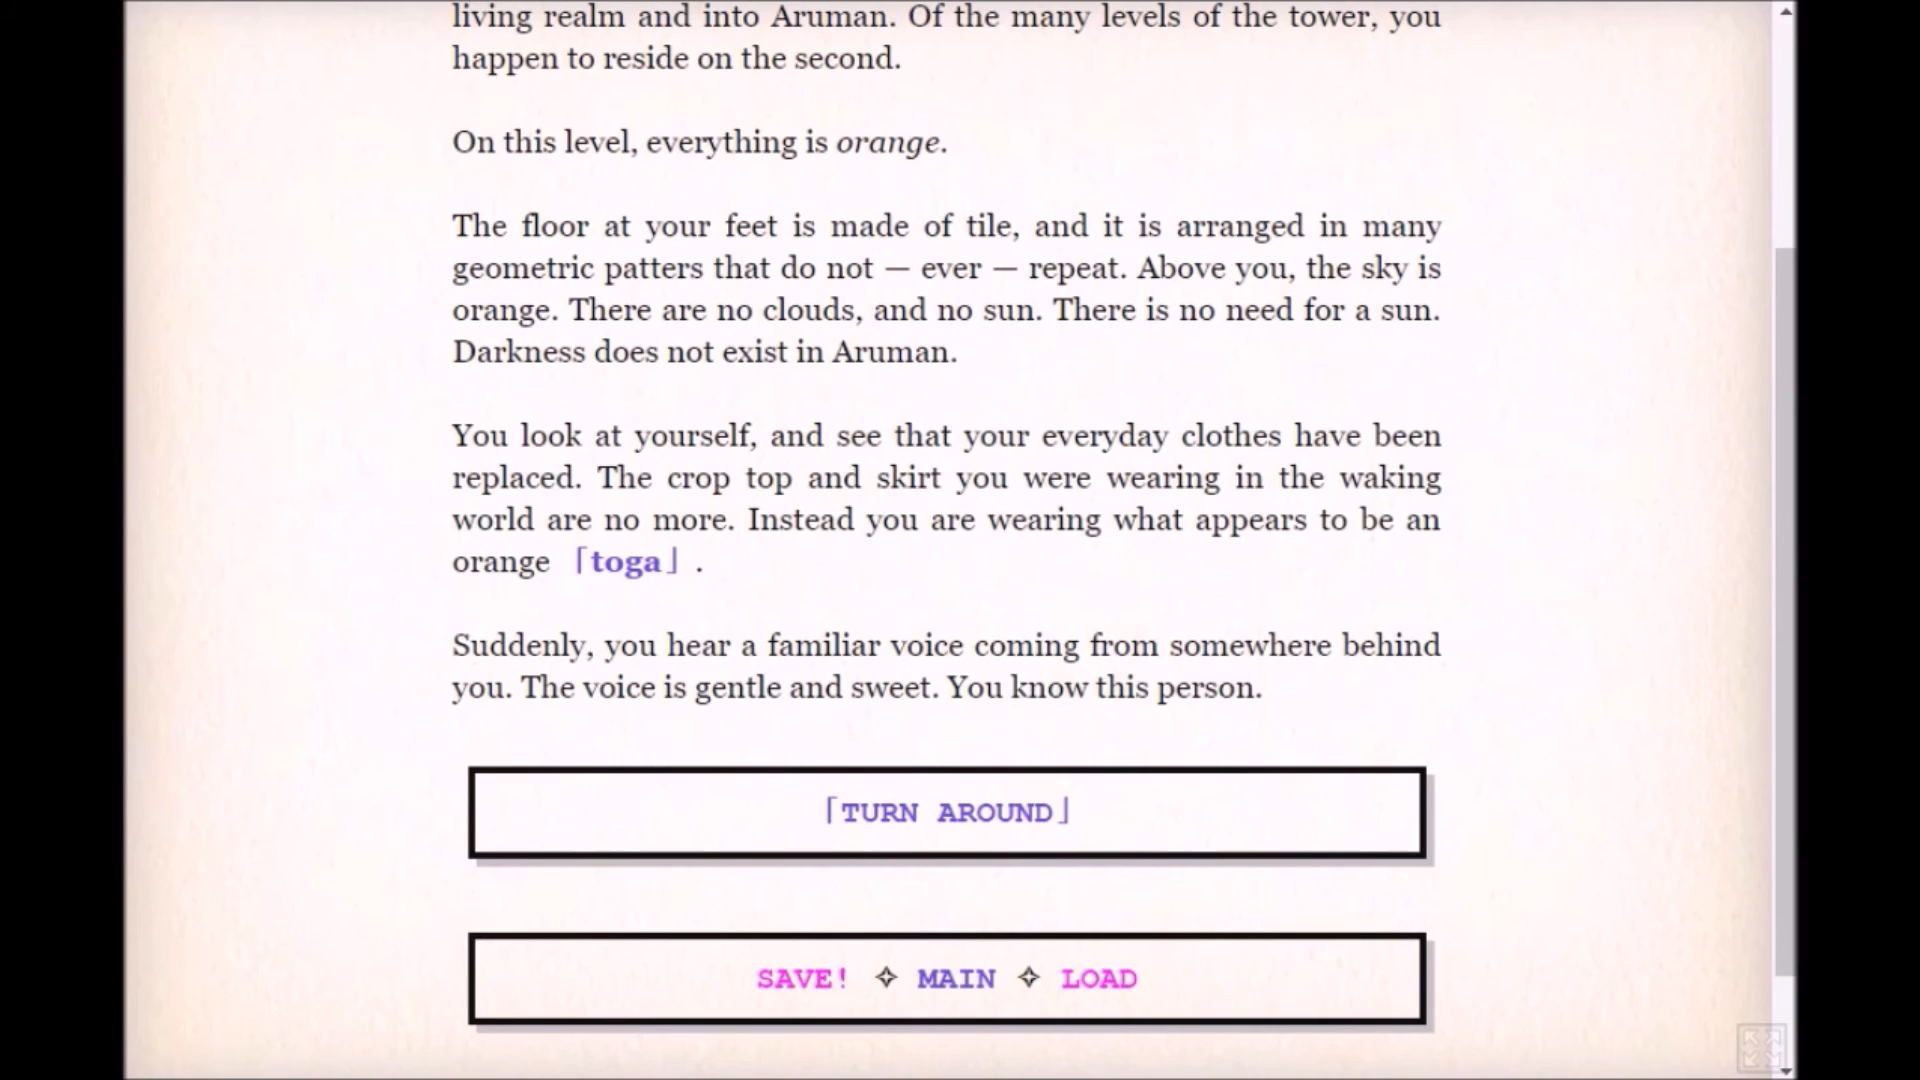 living realm and into Aruman. Of the many levels of the tower, you
happen to reside on the second.
On this level, everything is orange.
The floor at your feet is made of tile, and it is arranged in many
geometric patters that do not — ever — repeat. Above you, the sky is
orange. There are no clouds, and no sun. There is no need for a sun.
Darkness does not exist in Aruman.
You look at yourself, and see that your everyday clothes have been
replaced. The crop top and skirt you were wearing in the waking
world are no more. Instead you are wearing what appears to be an
orange ⌈toga⌋ .
Suddenly, you hear a familiar voice coming from somewhere behind
you. The voice is gentle and sweet. You know this person.
⌈TURN AROUND⌋
SAVE! ✧ MAIN ✧ LOAD